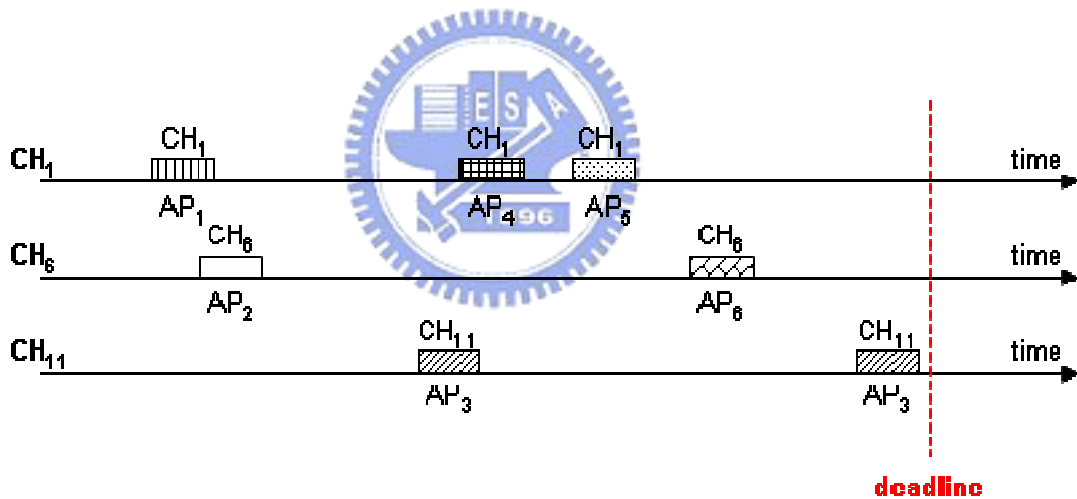 E S A
CH₁ CH₁ CH₁
CH₁ time
AP₁ AP₄ AP₅
1496
CH₆ CH₆
CH₆ time
AP₂ AP₆
CH₁₁ CH₁₁
CH₁₁ time
AP₃ AP₃
deadline